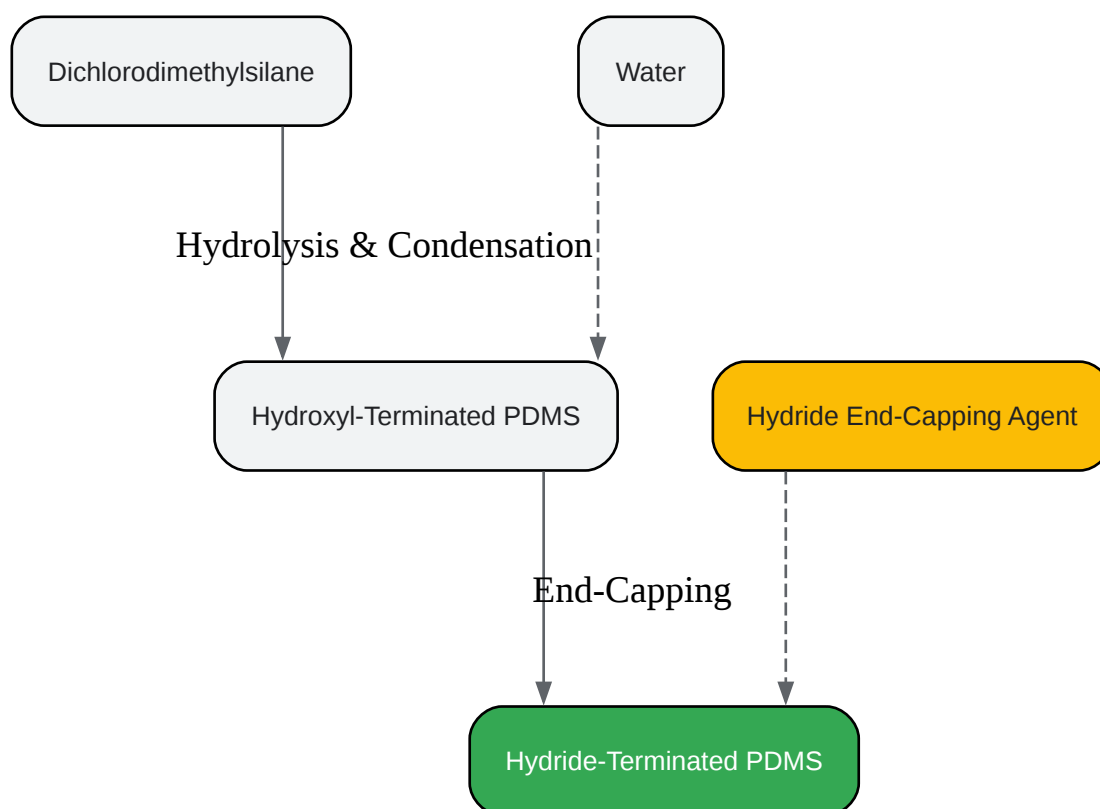 Dichlorodimethylsilane
Water
Hydrolysis & Condensation
Hydroxyl-Terminated PDMS
Hydride End-Capping Agent
End-Capping
Hydride-Terminated PDMS